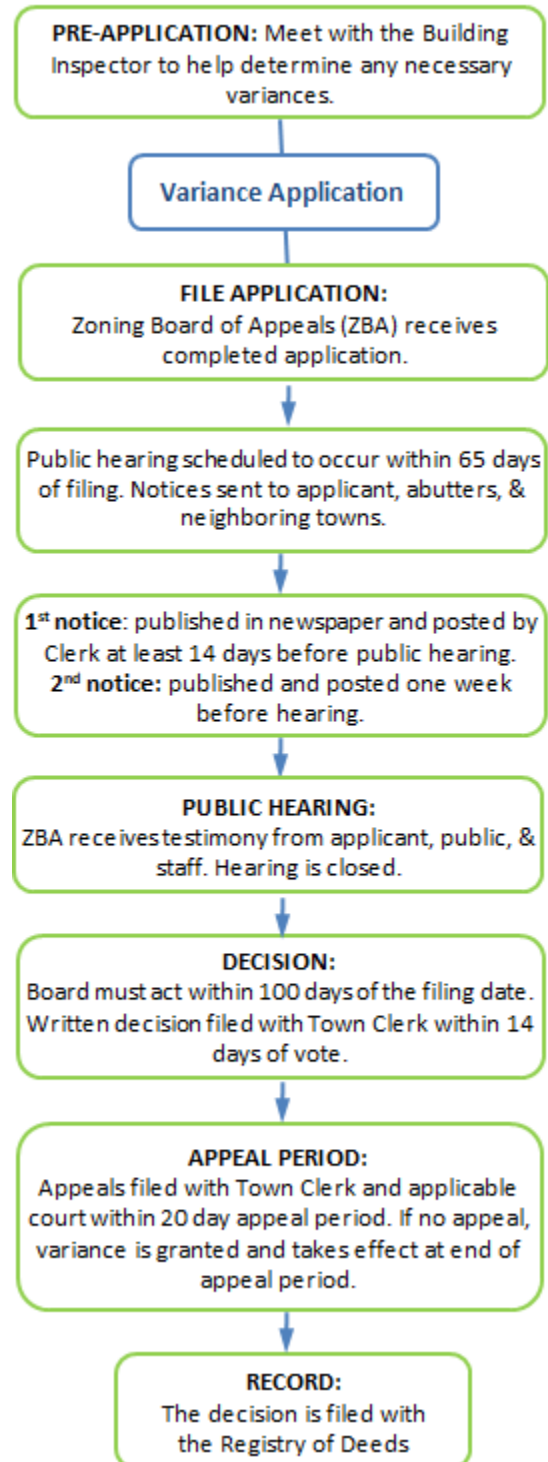 PRE-APPLICATION: Meet with the Building
Inspector to help determine any necessary
variances.
Variance Application
FILE APPLICATION:
Zoning Board of Appeals (ZBA) receives
completed application.
Public hearing scheduled to occur within 65 days
of filing. Notices sent to applicant, abutters, &
neighboring towns.
1st notice: published in newspaper and posted by
Clerk at least 14 days before public hearing.
2nd notice: published and posted one week
before hearing.
PUBLIC HEARING:
ZBA receives testimony from applicant, public, &
staff. Hearing is closed.
DECISION:
Board must act within 100 days of the filing date.
Written decision filed with Town Clerk within 14
days of vote.
APPEAL PERIOD:
Appeals filed with Town Clerk and applicable
court within 20 day appeal period. If no appeal,
variance is granted and takes effect at end of
appeal period.
RECORD:
The decision is filed with
the Registry of Deeds